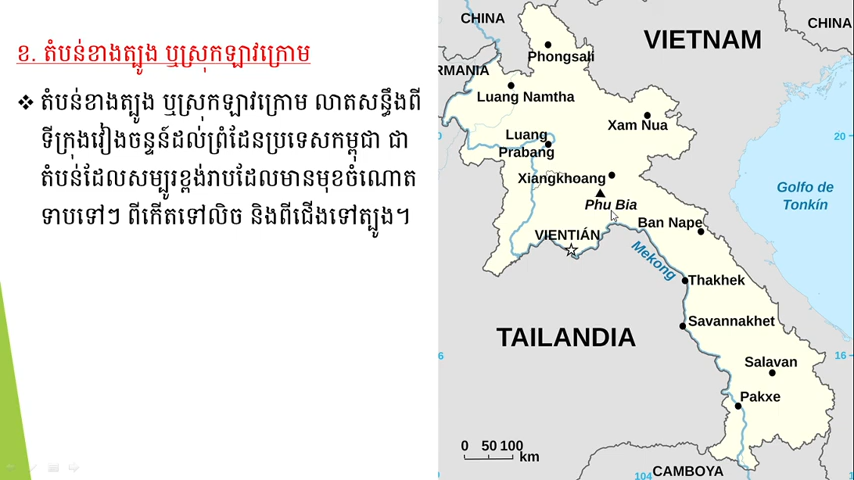 ខ. តំបន់ខាងត្បូង ឬស្រុកឡាវក្រោម
❖ តំបន់ខាងត្បូង ឬស្រុកឡាវក្រោម លាតសន្ធឹងពី
ទីក្រុងវៀងចន្ទន៍ដល់ព្រំដែនប្រទេសកម្ពុជា ជា
តំបន់ដែលសម្បូរខ្ពង់រាបដែលមានមុខចំណោត
ទាបទៅៗ ពីកើតទៅលិច និងពីជើងទៅត្បូង។
CHINA
CHINA
VIETNAM
Phongsali
RMANIA
Luang Namtha
Xam Nua
Luang
Prabang
20
Xiangkhoang
Phu Bia
Golfo de
Tonkín
Ban Nape
VIENTIÁN
Mekong
Thakhek
Savannakhet
TAILANDIA
6
16
Salavan
Pakxe
0 50 100
km
104
CAMBOYA